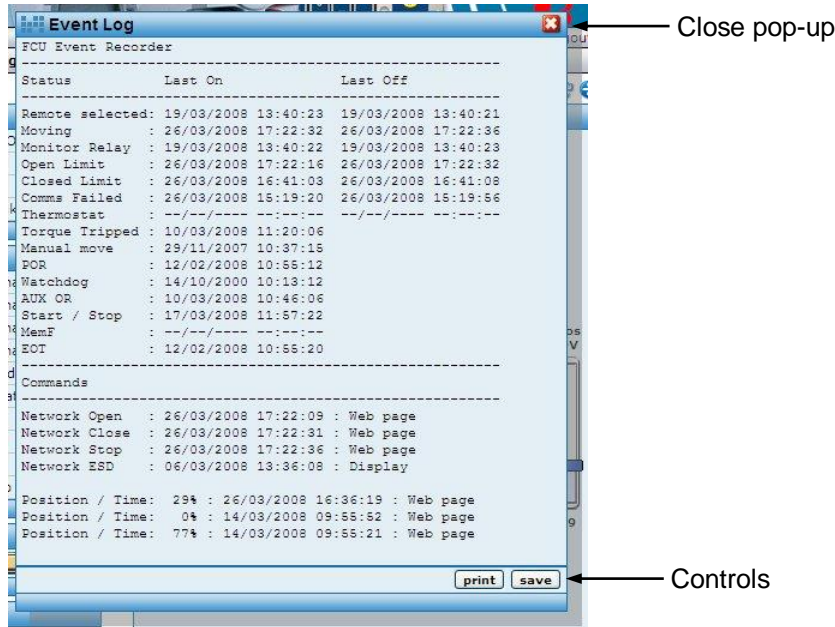 Event Log
Close pop-up
FCU Event Recorder
------------------------------------------------------------
Status Last On Last Off
------------------------------------------------------------
Remote selected: 19/03/2008 13:40:23 19/03/2008 13:40:21
Moving : 26/03/2008 17:22:32 26/03/2008 17:22:36
Monitor Relay : 19/03/2008 13:40:22 19/03/2008 13:40:23
Open Limit : 26/03/2008 17:22:16 26/03/2008 17:22:32
Closed Limit : 26/03/2008 16:41:03 26/03/2008 16:41:08
Comms Failed : 26/03/2008 15:19:20 26/03/2008 15:19:56
Thermostat : --/--/---- --:--:-- --/--/---- --:--:--
Torque Tripped : 10/03/2008 11:20:06
Manual move : 29/11/2007 10:37:15
POR : 12/02/2008 10:55:12
Watchdog : 14/10/2000 10:13:12
AUX OR : 10/03/2008 10:46:06
Start / Stop : 17/03/2008 11:57:22
MemF : --/--/---- --:--:--
EOT : 12/02/2008 10:55:20
------------------------------------------------------------
Commands
------------------------------------------------------------
Network Open : 26/03/2008 17:22:09 : Web page
Network Close : 26/03/2008 17:22:31 : Web page
Network Stop : 26/03/2008 17:22:36 : Web page
Network ESD : 06/03/2008 13:36:08 : Display
Position / Time: 29% : 26/03/2008 16:36:19 : Web page
Position / Time: 0% : 14/03/2008 09:55:52 : Web page
Position / Time: 77% : 14/03/2008 09:55:21 : Web page
print save
Controls